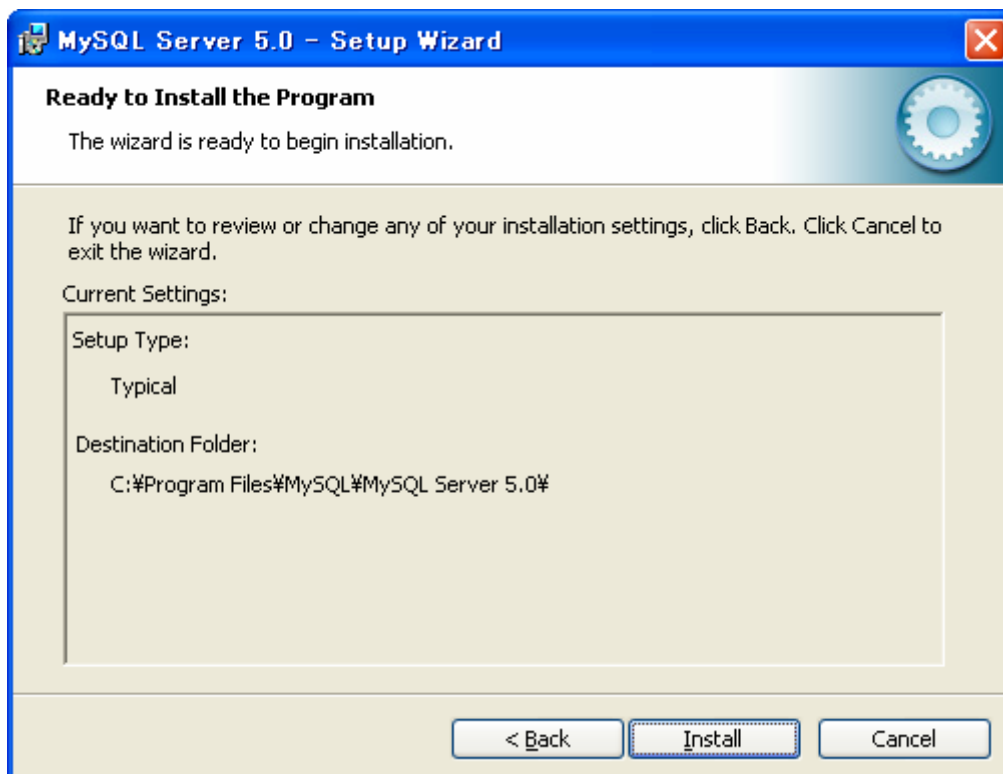 MySQL Server 5.0 - Setup Wizard
Ready to Install the Program
The wizard is ready to begin installation.
If you want to review or change any of your installation settings, click Back. Click Cancel to
exit the wizard.
Current Settings:
Setup Type:
Typical
Destination Folder:
C:¥Program Files¥MySQL¥MySQL Server 5.0¥
< Back
Install
Cancel